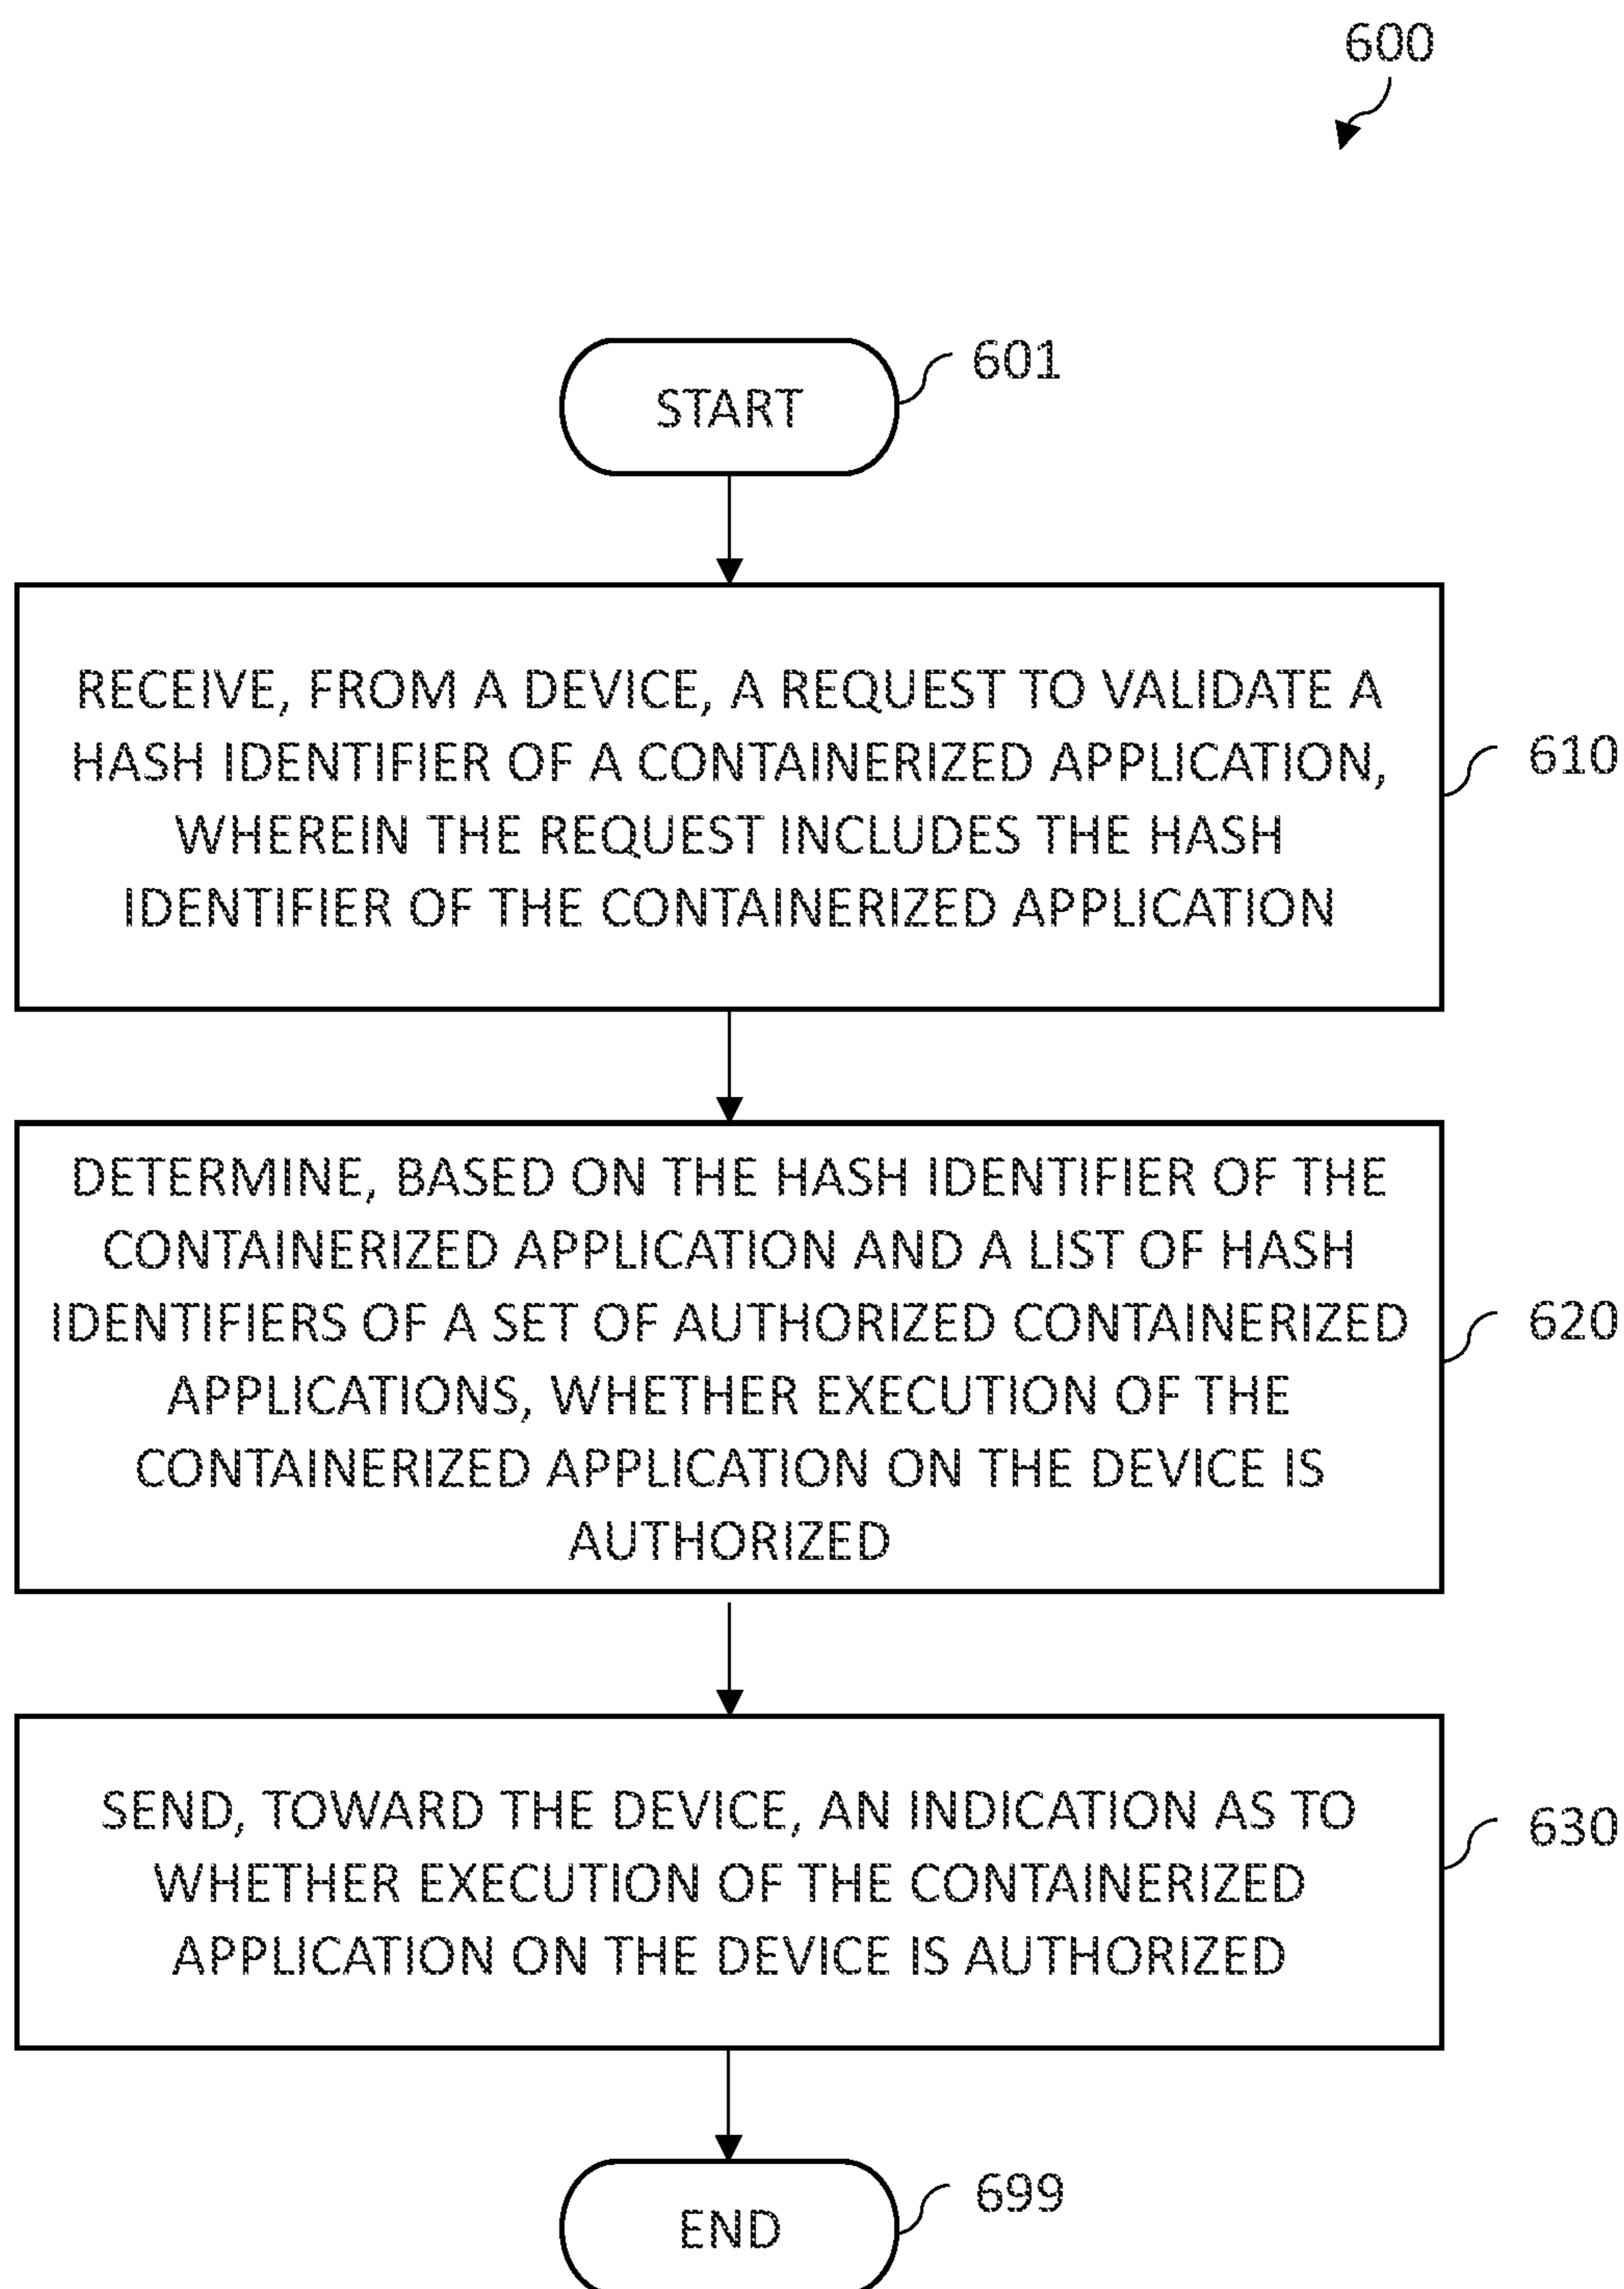 600
START
601
RECEIVE, FROM A DEVICE, A REQUEST TO VALIDATE A
HASH IDENTIFIER OF A CONTAINERIZED APPLICATION,
WHEREIN THE REQUEST INCLUDES THE HASH
IDENTIFIER OF THE CONTAINERIZED APPLICATION
610
DETERMINE, BASED ON THE HASH IDENTIFIER OF THE
CONTAINERIZED APPLICATION AND A LIST OF HASH
IDENTIFIERS OF A SET OF AUTHORIZED CONTAINERIZED
APPLICATIONS, WHETHER EXECUTION OF THE
CONTAINERIZED APPLICATION ON THE DEVICE IS
AUTHORIZED
620
SEND, TOWARD THE DEVICE, AN INDICATION AS TO
WHETHER EXECUTION OF THE CONTAINERIZED
APPLICATION ON THE DEVICE IS AUTHORIZED
630
END
699